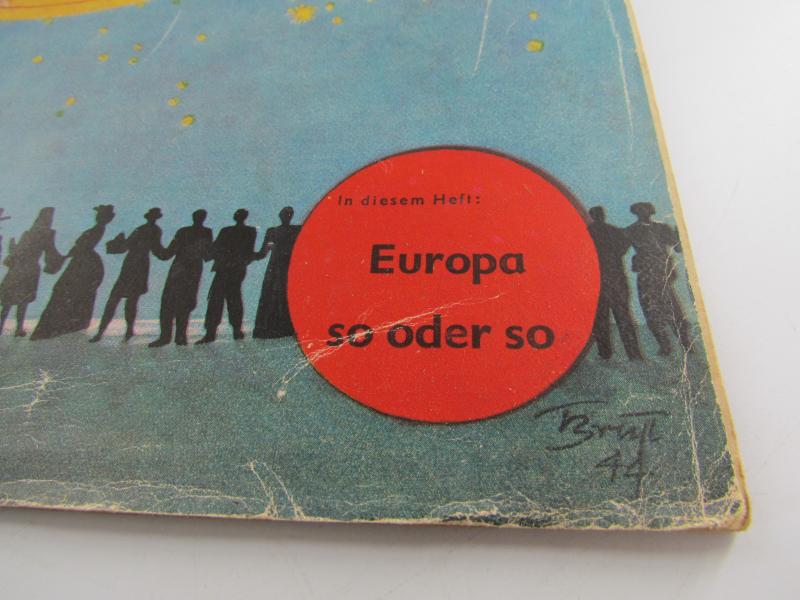 In diesem Heft:
Europa
so oder so
44.